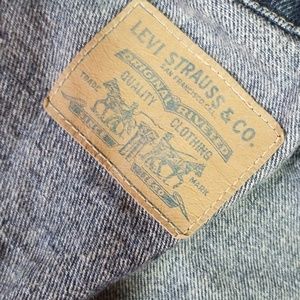 LEVI STRAUSS & CO.
SAN FRANCISCO, CAL.
ORIGINAL RIVETED
QUALITY CLOTHING
TRADE MARK